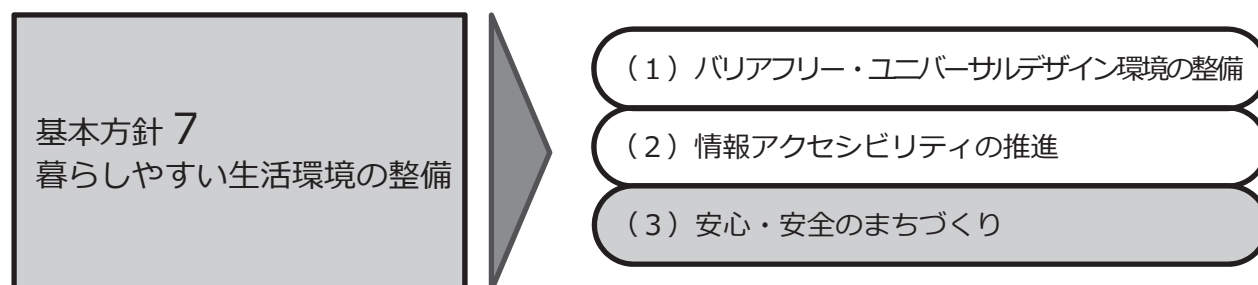 基本方針 7
暮らしやすい生活環境の整備
（１）バリアフリー・ユニバーサルデザイン環境の整備
（２）情報アクセシビリティの推進
（３）安心・安全のまちづくり